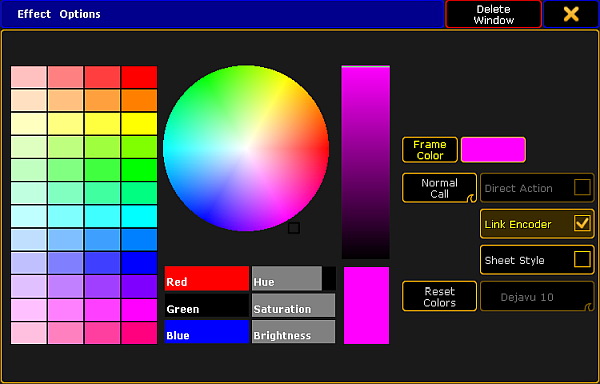 Effect Options
Delete
Window
Frame
Color
Normal
Call
Direct Action
Link Encoder
Sheet Style
Red
Hue
Green
Saturation
Blue
Brightness
Reset
Colors
Dejavu 10